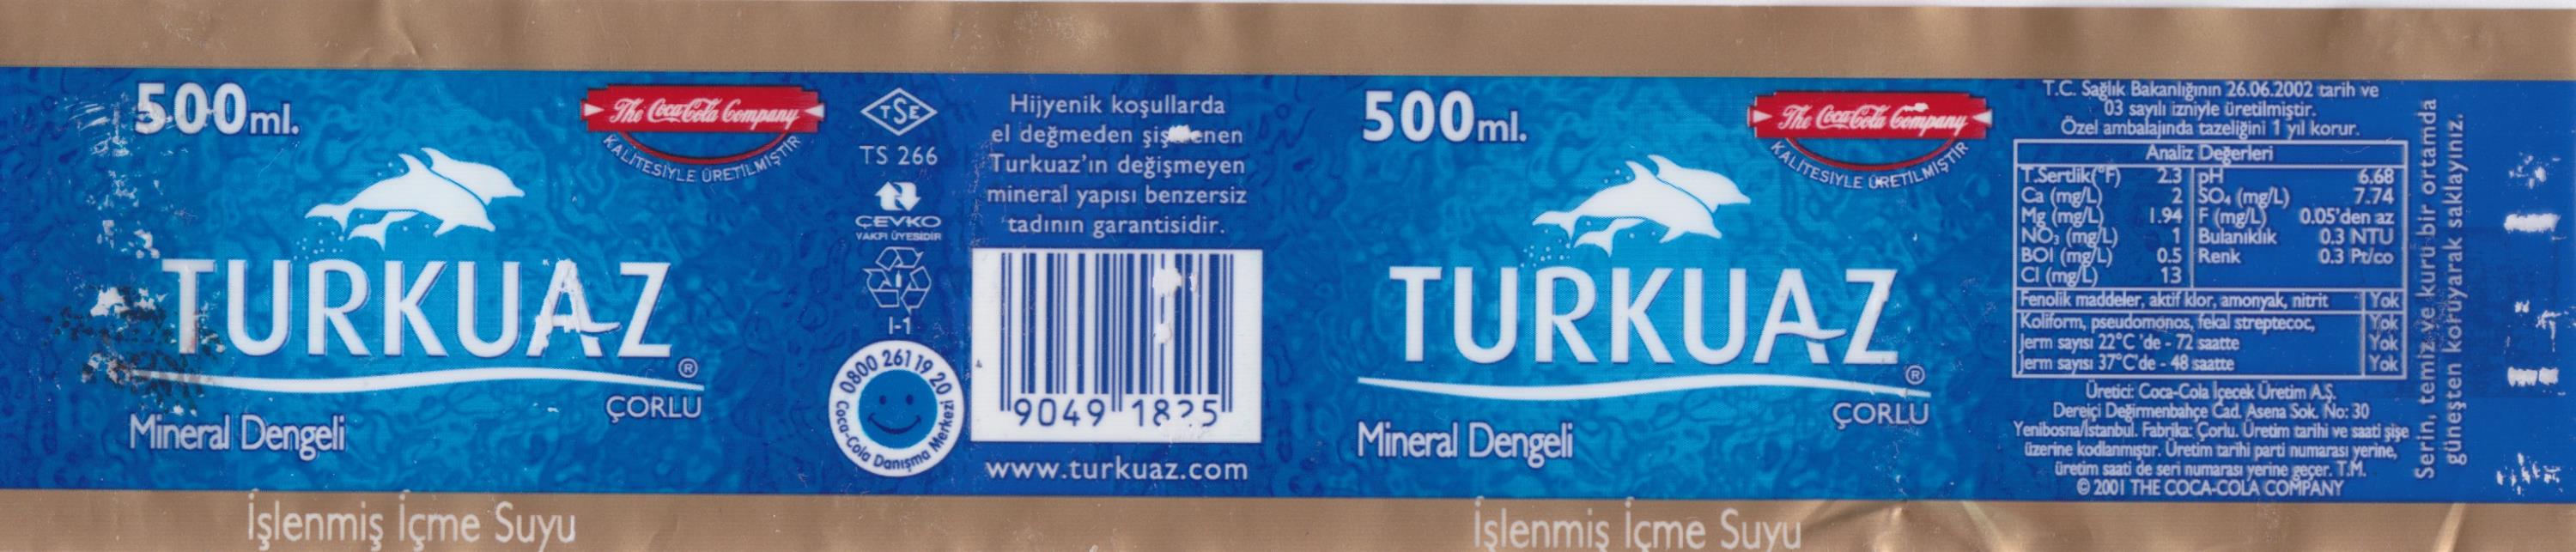 500 ml.
The Coca-Cola Company
KALİTESİYLE ÜRETİLMİŞTİR
TURKUAZ®
ÇORLU
Mineral Dengeli
İşlenmiş İçme Suyu
TSE
TS 266
ÇEVKO
VAKFI ÜYESİDİR
I-1
0800 261 19 20
Coca-Cola Danışma Merkezi
Hijyenik koşullarda
el değmeden
Turkuaz'ın değişmeyen
mineral yapısı benzersiz
tadının garantisidir.
9049 18 5
www.turkuaz.com
500 ml.
The Coca-Cola Company
KALİTESİYLE ÜRETİLMİŞTİR
TURKUAZ®
ÇORLU
Mineral Dengeli
İşlenmiş İçme Suyu
T.C. Sağlık Bakanlığının 26.06.2002 tarih ve
03 sayılı izniyle üretilmiştir.
Özel ambalajında tazeliğini 1 yıl korur.
Analiz Değerleri
T.Sertlik(°F) 2.3 pH 6.68
Ca (mg/L) 2 SO₄ (mg/L) 7.74
Mg (mg/L) 1.94 F (mg/L) 0.05'den az
NO₃ (mg/L) 1 Bulanıklık 0.3 NTU
BOI (mg/L) 0.5 Renk 0.3 Pt/co
Cl (mg/L) 13
Fenolik maddeler, aktif klor, amonyak, nitrit Yok
Koliform, pseudomonos, fekal streptecoc, Yok
Jerm sayısı 22°C 'de - 72 saatte Yok
Jerm sayısı 37°C'de - 48 saatte Yok
Üretici: Coca-Cola İçecek Üretim A.Ş.
Dereiçi Değirmenbahçe Cad. Asena Sok. No: 30
Yenibosna/İstanbul. Fabrika: Çorlu. Üretim tarihi ve saati şişe
üzerine kodlanmıştır. Üretim tarihi parti numarası yerine,
üretim saati de seri numarası yerine geçer. T.M.
© 2001 THE COCA-COLA COMPANY
Serin, temiz ve kuru bir ortamda
güneşten koruyarak saklayınız.